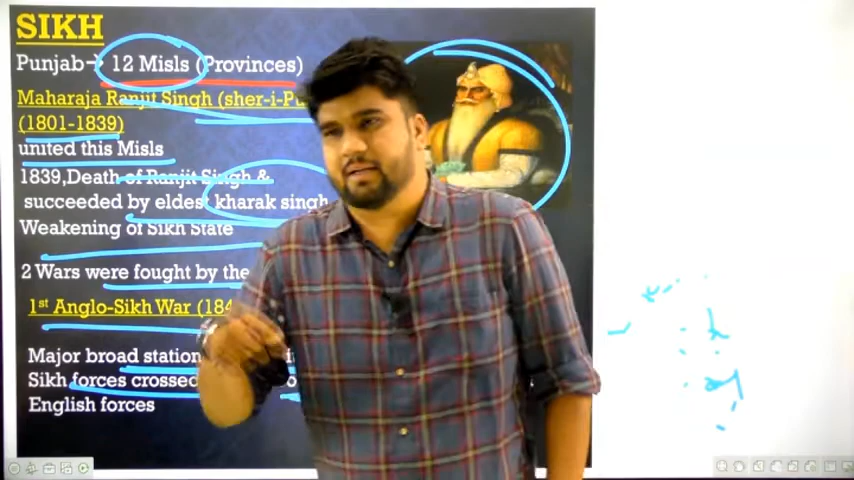 SIKH
Punjab→ 12 Misls (Provinces)
Maharaja Ranjit Singh (sher-i-Pu
(1801-1839)
united this Misls
1839,Death of Ranjit Singh &
succeeded by eldest kharak singh
Weakening of Sikh State
2 Wars were fought by the
1st Anglo-Sikh War (184
Major broad station
Sikh forces crossed
English forces